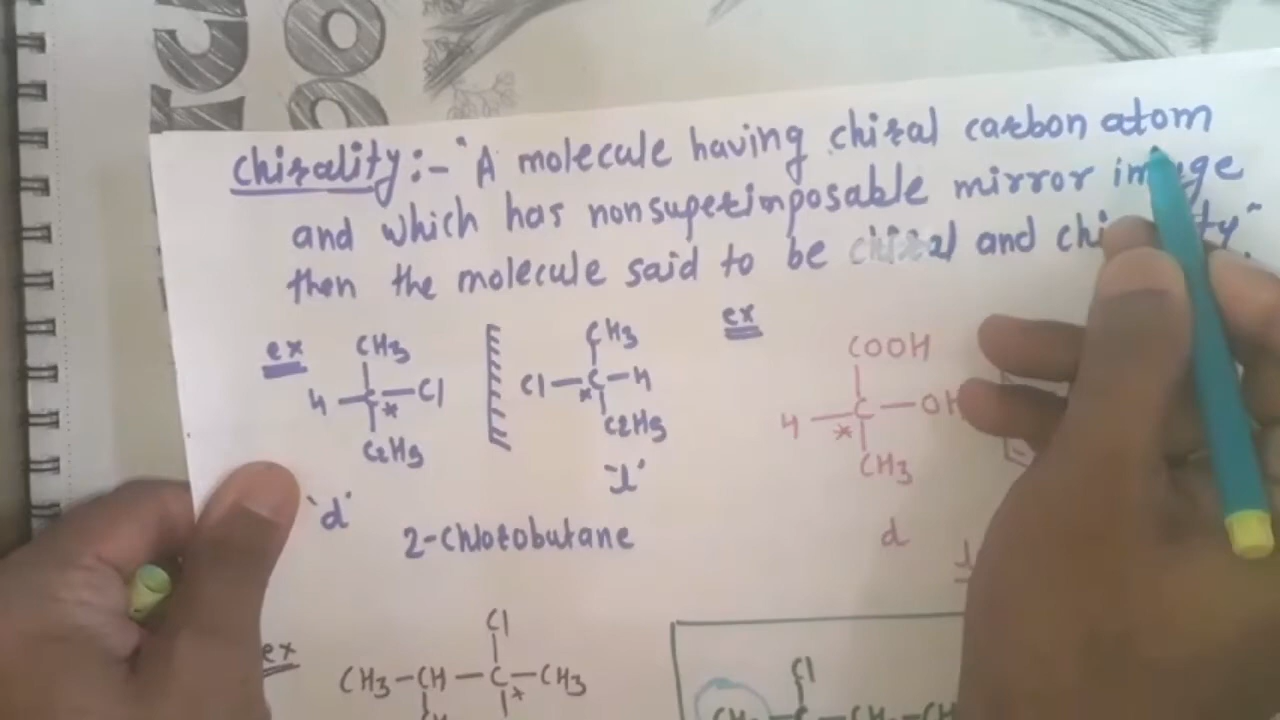 Chirality :- "A molecule having chiral carbon atom
and which has nonsuperimposable mirror image
then the molecule said to be chiral and
ex
CH3
H - C* - Cl
C2H5
'd'
CH3
Cl - C* - H
C2H5
'l'
2-chlorobutane
ex
COOH
H - C* - OH
CH3
d
l
ex
Cl
CH3-CH-C*-CH3
Cl